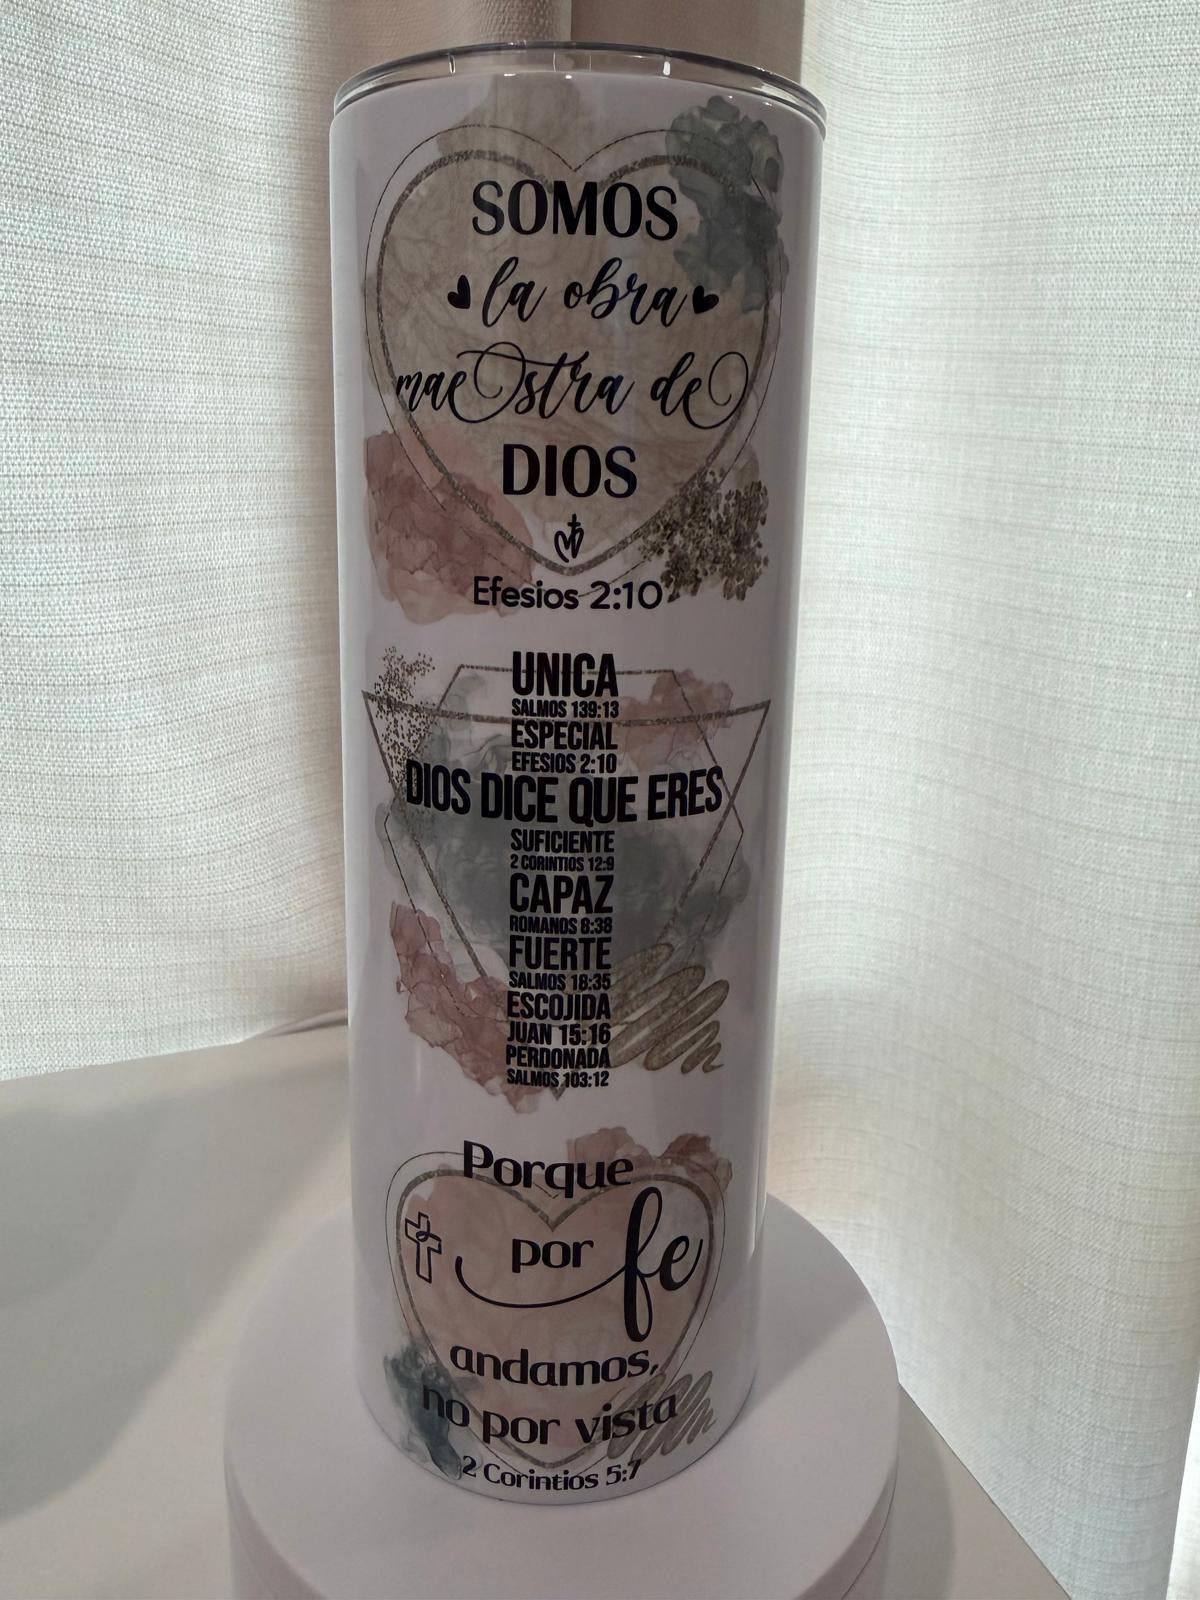 SOMOS
la obra
maestra de
DIOS
Efesios 2:10
UNICA
SALMOS 139:13
ESPECIAL
EFESIOS 2:10
DIOS DICE QUE ERES
SUFICIENTE
2 CORINTIOS 12:9
CAPAZ
ROMANOS 8:38
FUERTE
SALMOS 18:35
ESCOJIDA
JUAN 15:16
PERDONADA
SALMOS 103:12
Porque
por fe
andamos,
no por vista
2 Corintios 5:7